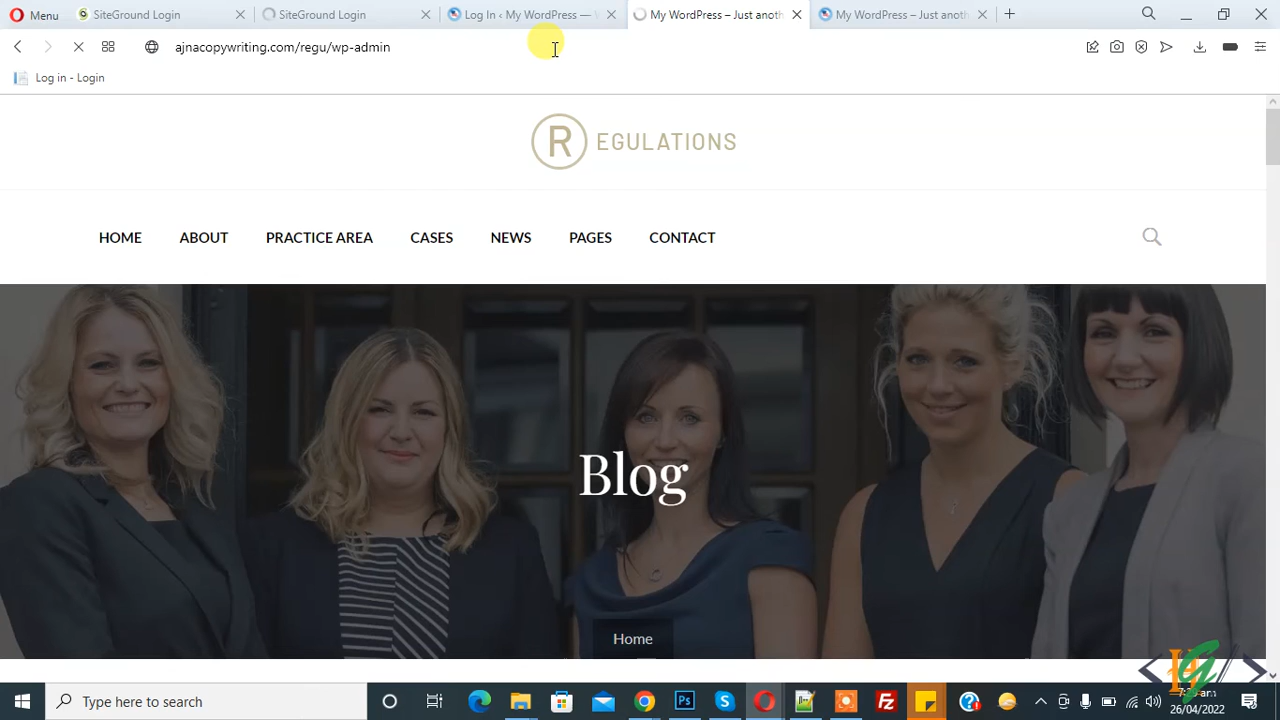 Menu
SiteGround Login
SiteGround Login
Log In ‹ My WordPress —
My WordPress – Just anoth
My WordPress – Just anoth
ajnacopywriting.com/regu/wp-admin
Log in - Login
R EGULATIONS
HOME ABOUT PRACTICE AREA CASES NEWS PAGES CONTACT
Blog
Home
Type here to search
26/04/2022